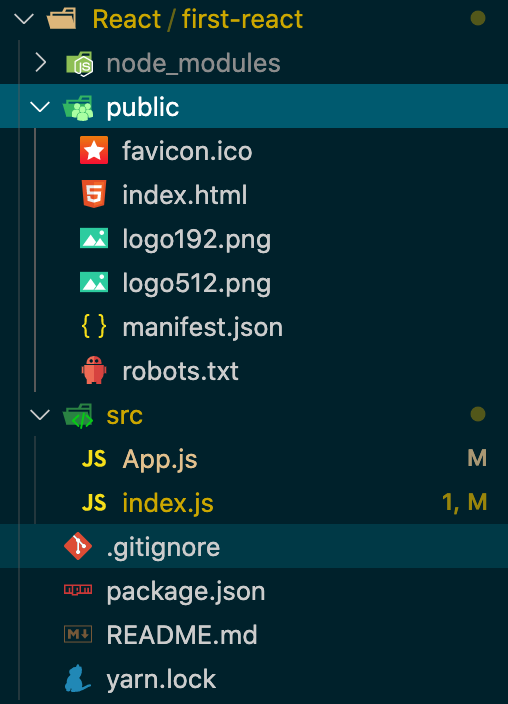 React / first-react
node_modules
public
favicon.ico
index.html
logo192.png
logo512.png
{ } manifest.json
robots.txt
src
JS App.js M
JS index.js 1, M
.gitignore
package.json
README.md
yarn.lock